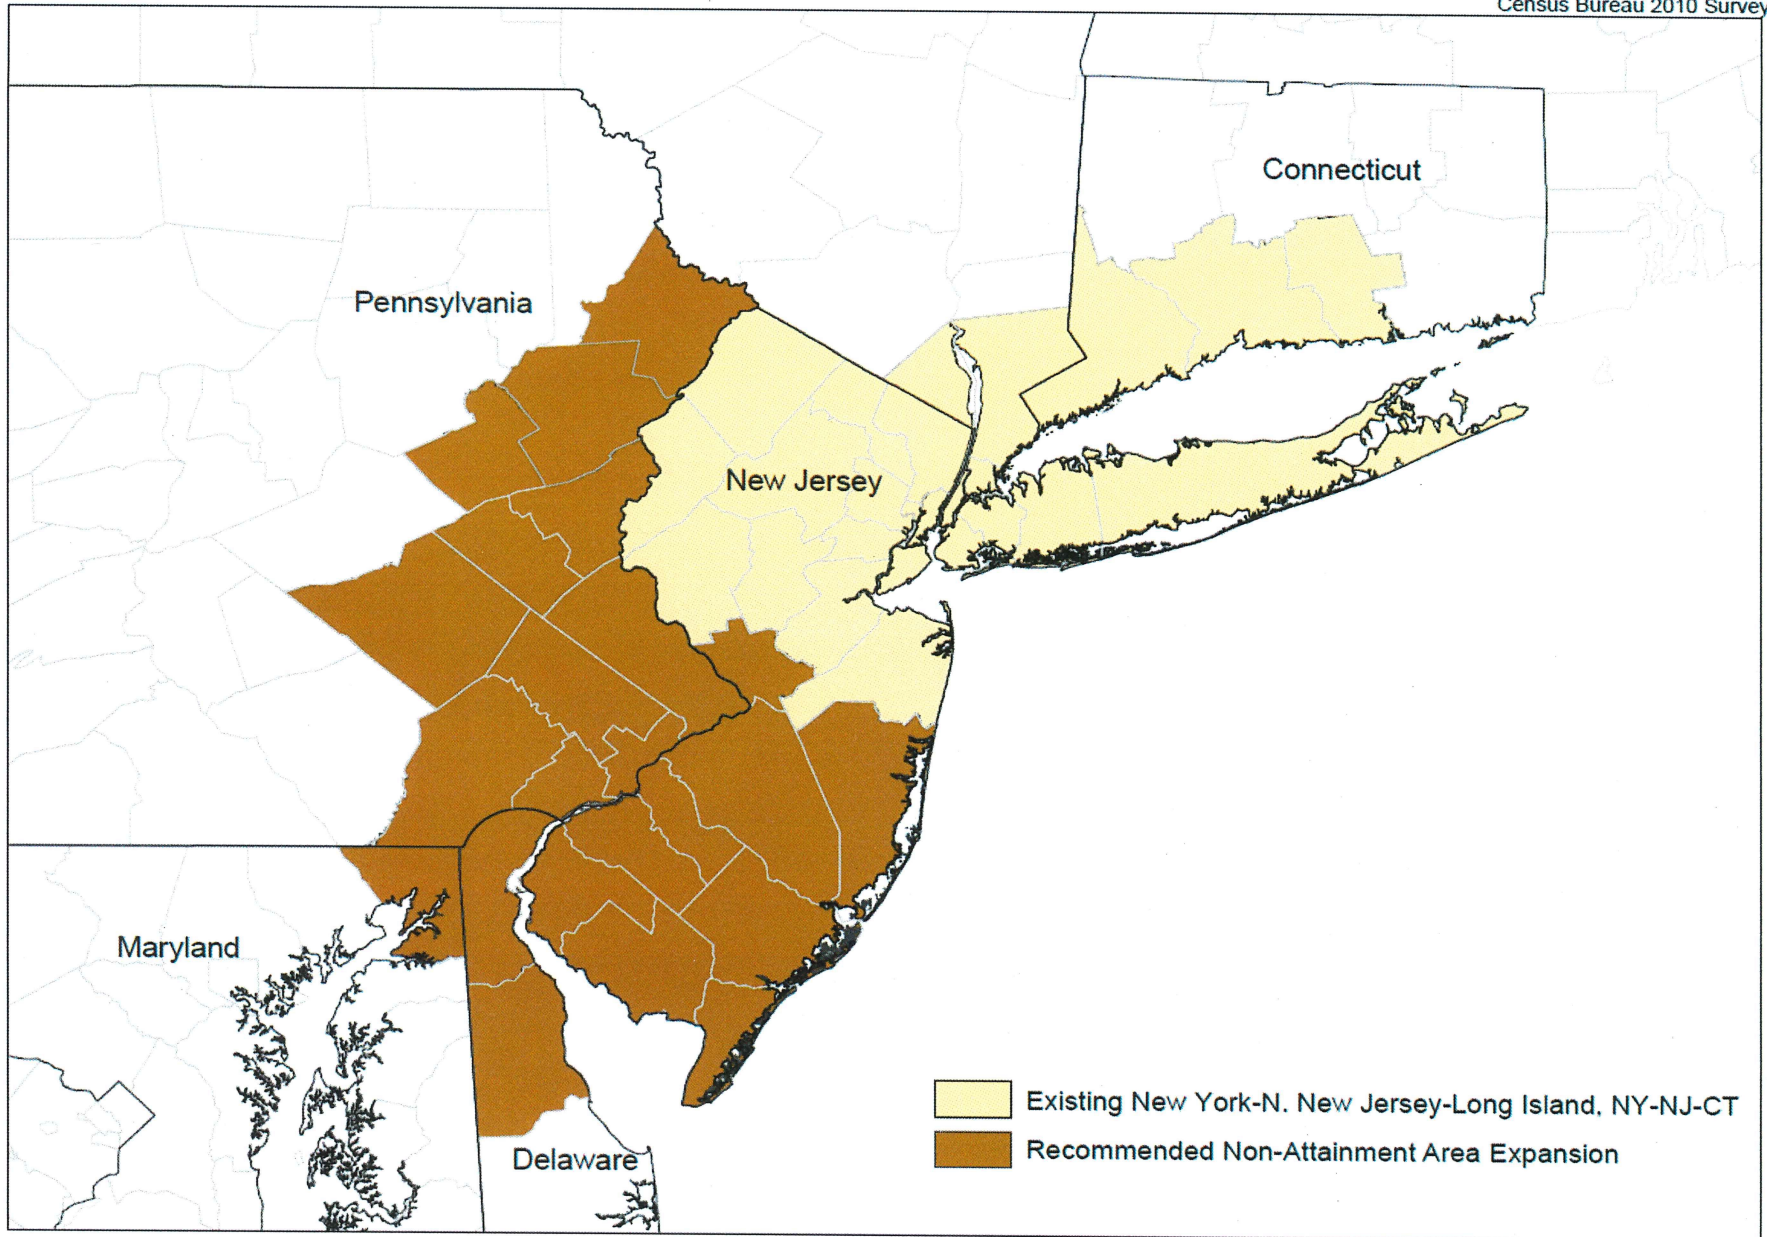 Census Bureau 2010 Survey
Connecticut
Pennsylvania
New Jersey
Maryland
Existing New York-N. New Jersey-Long Island, NY-NJ-CT
Recommended Non-Attainment Area Expansion
Delaware